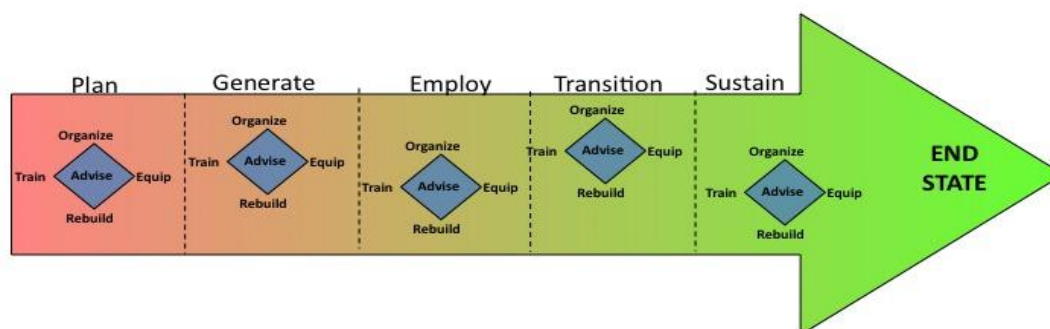 Plan
Generate
Employ
Transition
Sustain
Organize
Train
Advise
Equip
Rebuild
Organize
Train
Advise
Equip
Rebuild
Organize
Train
Advise
Equip
Rebuild
Organize
Train
Advise
Equip
Rebuild
Organize
Train
Advise
Equip
Rebuild
END
STATE